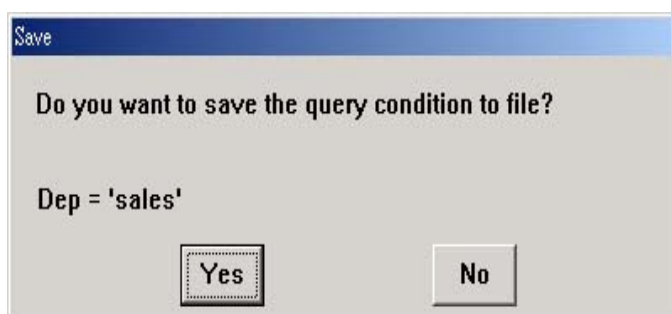 Save
Do you want to save the query condition to file?
Dep = 'sales'
Yes No